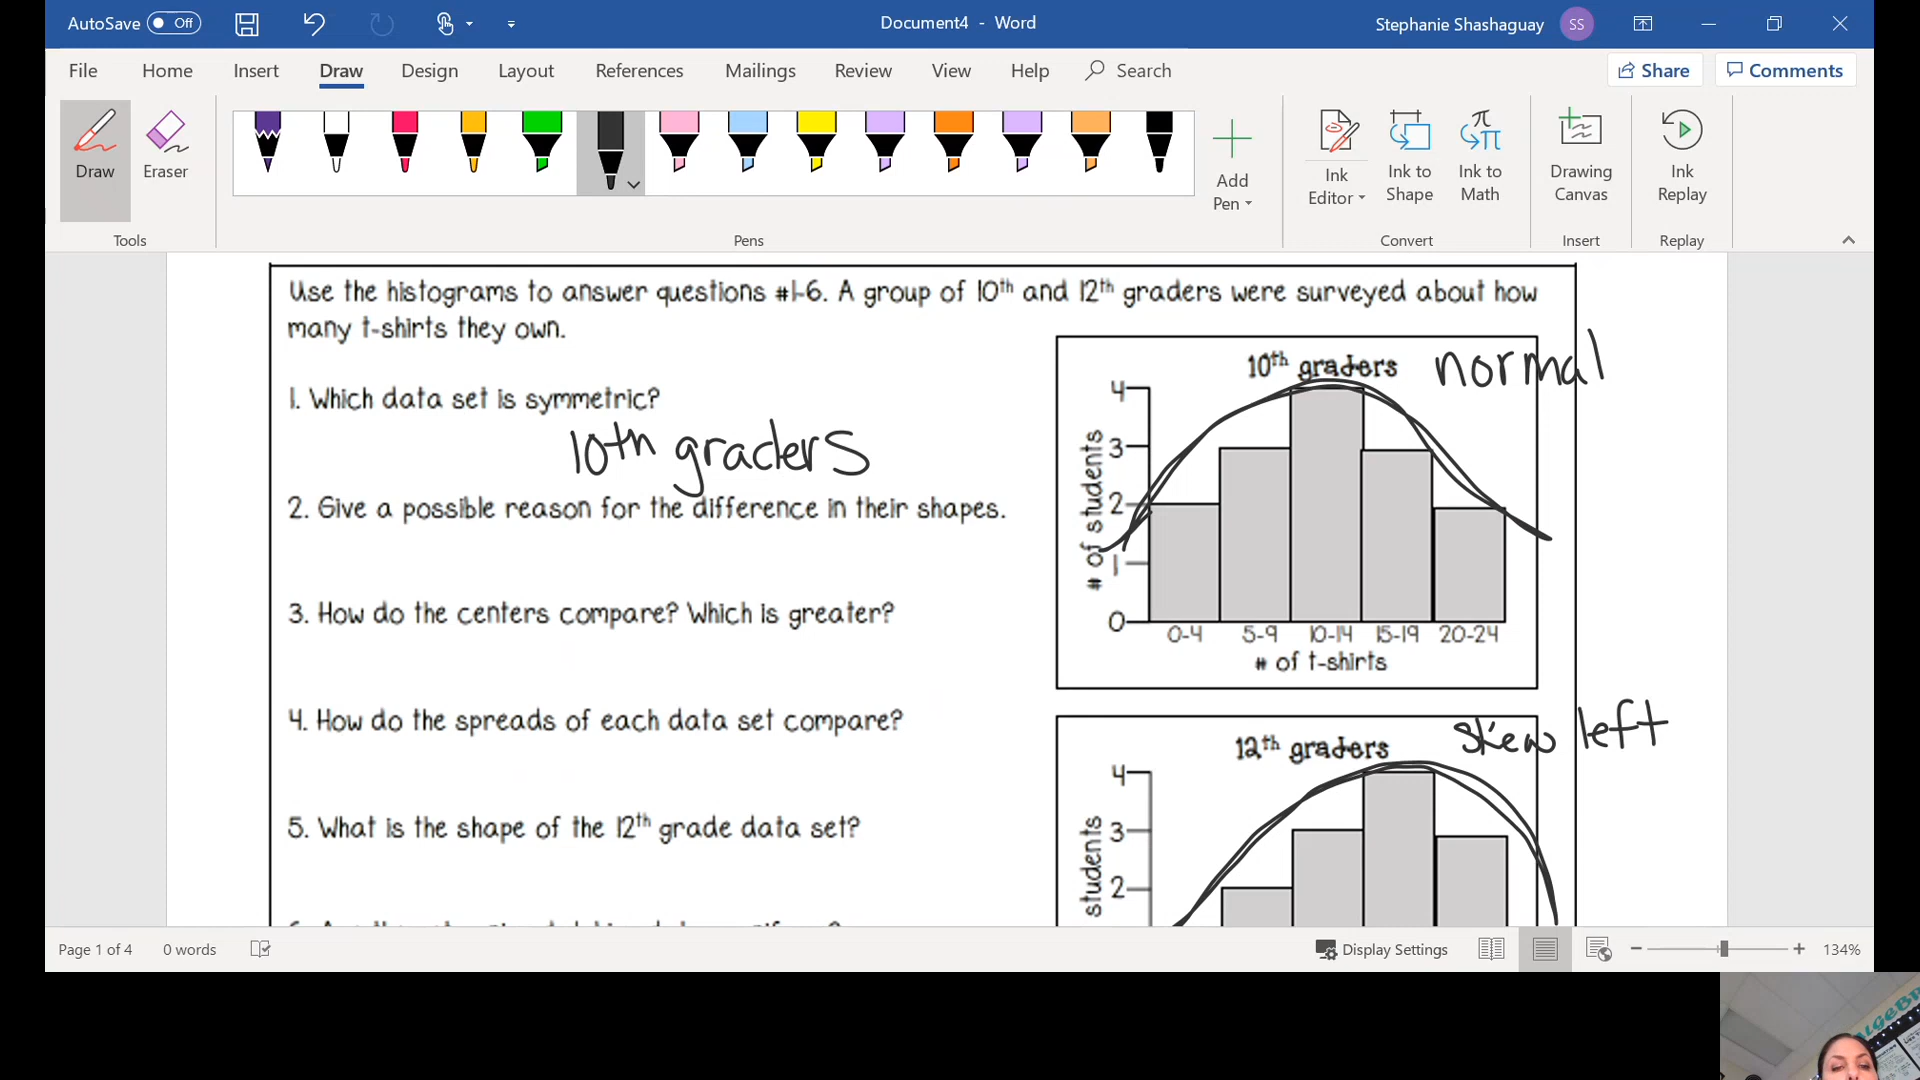 AutoSave Off Document4 - Word Stephanie Shashaguay SS
File Home Insert Draw Design Layout References Mailings Review View Help Search Share Comments
Draw Eraser Add Pen Ink Editor Ink to Shape Ink to Math Drawing Canvas Ink Replay
Tools Pens Convert Insert Replay
Use the histograms to answer questions #1-6. A group of 10th and 12th graders were surveyed about how
many t-shirts they own.
1. Which data set is symmetric?
10th graders
2. Give a possible reason for the difference in their shapes.
3. How do the centers compare? Which is greater?
4. How do the spreads of each data set compare?
5. What is the shape of the 12th grade data set?
10th graders normal
4
3
2
1
0
# of students
0-4 5-9 10-14 15-19 20-24
# of t-shirts
12th graders skew left
4
3
2
students
Page 1 of 4 0 words Display Settings 134%